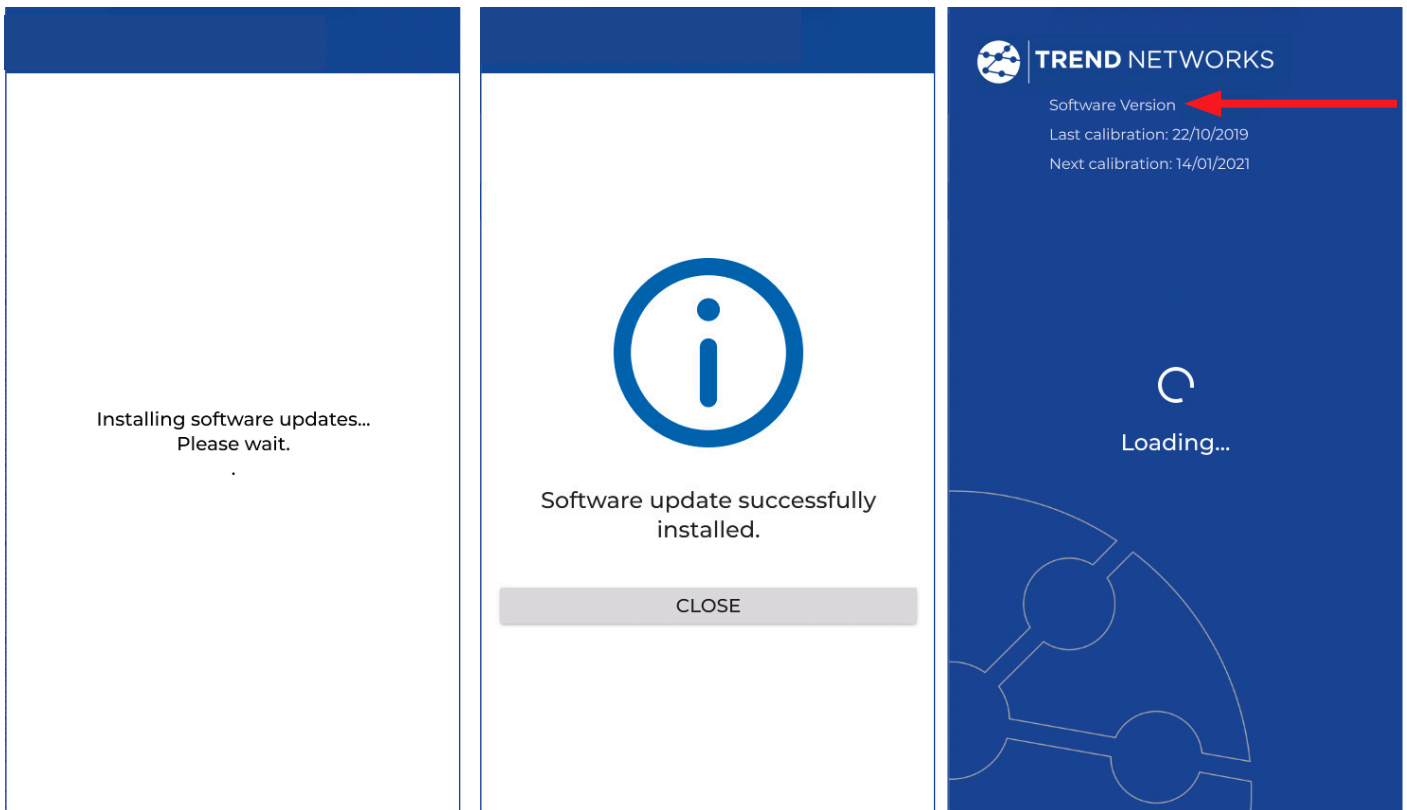 Installing software updates...
Please wait.
.
Software update successfully
installed.
CLOSE
TREND NETWORKS
Software Version
Last calibration: 22/10/2019
Next calibration: 14/01/2021
Loading...